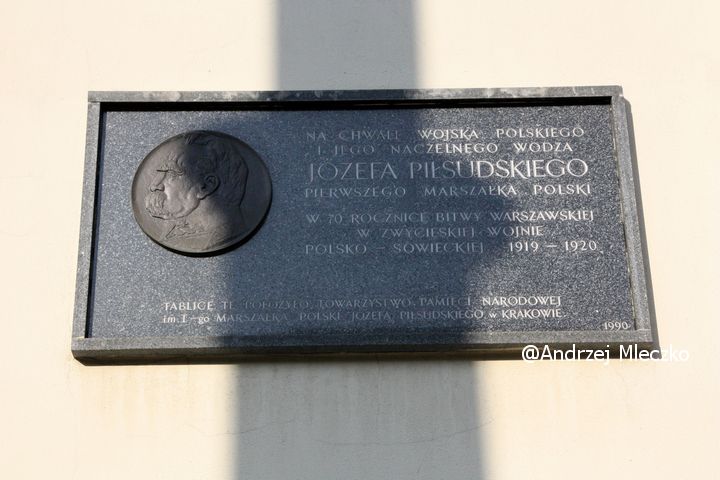 NA CHWAŁĘ WOJSKA POLSKIEGO
I JEGO NACZELNEGO WODZA
JÓZEFA PIŁSUDSKIEGO
PIERWSZEGO MARSZAŁKA POLSKI
W 70 ROCZNICĘ BITWY WARSZAWSKIEJ
W ZWYCIĘSKIEJ WOJNIE
POLSKO – SOWIECKIEJ 1919 – 1920
TABLICĘ TĘ POŁOŻYŁO TOWARZYSTWO PAMIĘCI NARODOWEJ
im. I-go MARSZAŁKA POLSKI JÓZEFA PIŁSUDSKIEGO w KRAKOWIE.
1990
@Andrzej Mleczko